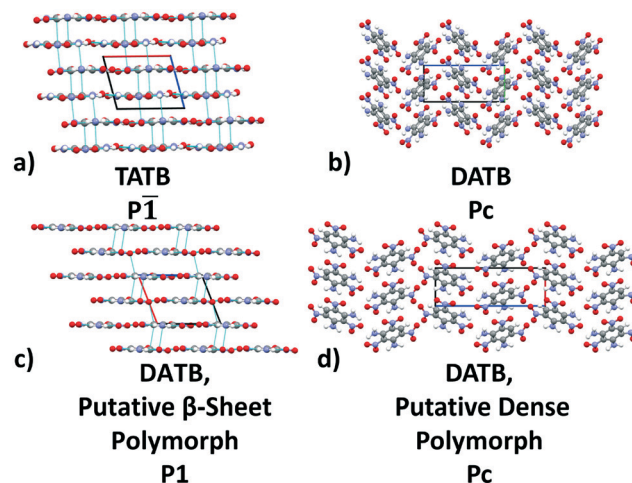 a)
TATB
P1̅
b)
DATB
Pc
c)
DATB,
Putative β-Sheet
Polymorph
P1
d)
DATB,
Putative Dense
Polymorph
Pc